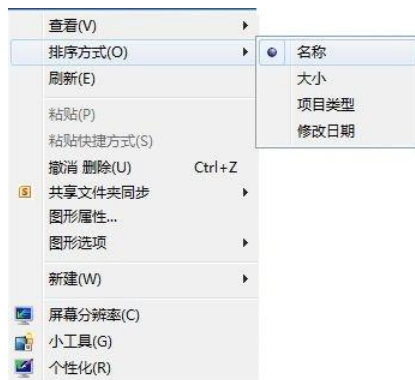 查看(V)
排序方式(O)
名称
大小
项目类型
修改日期
刷新(E)
粘贴(P)
粘贴快捷方式(S)
撤消 删除(U) Ctrl+Z
S 共享文件夹同步
图形属性...
图形选项
新建(W)
屏幕分辨率(C)
小工具(G)
个性化(R)